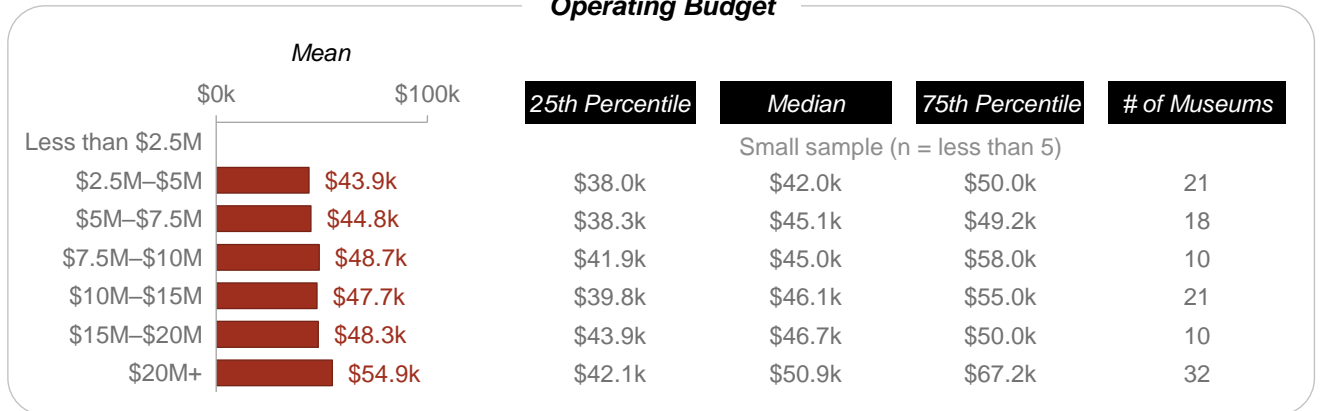 Operating Budget
Mean
$0k $100k 25th Percentile Median 75th Percentile # of Museums
Less than $2.5M Small sample (n = less than 5)
$2.5M–$5M $43.9k $38.0k $42.0k $50.0k 21
$5M–$7.5M $44.8k $38.3k $45.1k $49.2k 18
$7.5M–$10M $48.7k $41.9k $45.0k $58.0k 10
$10M–$15M $47.7k $39.8k $46.1k $55.0k 21
$15M–$20M $48.3k $43.9k $46.7k $50.0k 10
$20M+ $54.9k $42.1k $50.9k $67.2k 32